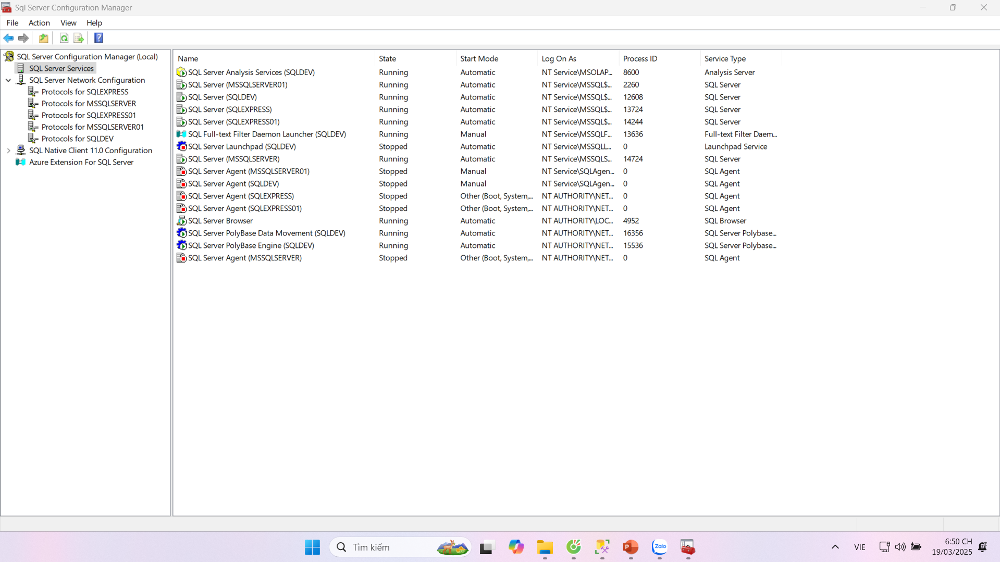 Sql Server Configuration Manager
File Action View Help
SQL Server Configuration Manager (Local)
SQL Server Services
SQL Server Network Configuration
Protocols for SQLEXPRESS
Protocols for MSSQLSERVER
Protocols for SQLEXPRESS01
Protocols for MSSQLSERVER01
Protocols for SQLDEV
SQL Native Client 11.0 Configuration
Azure Extension For SQL Server
Name State Start Mode Log On As Process ID Service Type
SQL Server Analysis Services (SQLDEV) Running Automatic NT Service\MSOLAP... 8600 Analysis Server
SQL Server (MSSQLSERVER01) Running Automatic NT Service\MSSQL$... 2260 SQL Server
SQL Server (SQLDEV) Running Automatic NT Service\MSSQL$... 12608 SQL Server
SQL Server (SQLEXPRESS) Running Automatic NT Service\MSSQL$... 13724 SQL Server
SQL Server (SQLEXPRESS01) Running Automatic NT Service\MSSQL$... 14244 SQL Server
SQL Full-text Filter Daemon Launcher (SQLDEV) Running Manual NT Service\MSSQLF... 13636 Full-text Filter Daem...
SQL Server Launchpad (SQLDEV) Stopped Automatic NT Service\MSSQLL... 0 Launchpad Service
SQL Server (MSSQLSERVER) Running Automatic NT Service\MSSQLS... 14724 SQL Server
SQL Server Agent (MSSQLSERVER01) Stopped Manual NT Service\SQLAgen... 0 SQL Agent
SQL Server Agent (SQLDEV) Stopped Manual NT Service\SQLAgen... 0 SQL Agent
SQL Server Agent (SQLEXPRESS) Stopped Other (Boot, System,... NT AUTHORITY\NET... 0 SQL Agent
SQL Server Agent (SQLEXPRESS01) Stopped Other (Boot, System,... NT AUTHORITY\NET... 0 SQL Agent
SQL Server Browser Running Automatic NT AUTHORITY\LOC... 4952 SQL Browser
SQL Server PolyBase Data Movement (SQLDEV) Running Automatic NT AUTHORITY\NET... 16356 SQL Server Polybase...
SQL Server PolyBase Engine (SQLDEV) Running Automatic NT AUTHORITY\NET... 15536 SQL Server Polybase...
SQL Server Agent (MSSQLSERVER) Stopped Other (Boot, System,... NT AUTHORITY\NET... 0 SQL Agent
Tìm kiếm
Zalo
VIE
6:50 CH
19/03/2025